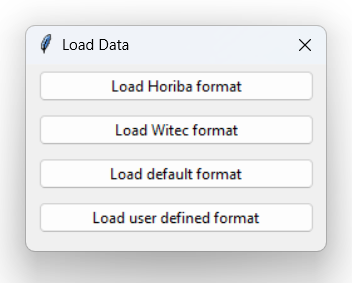 Load Data
Load Horiba format
Load Witec format
Load default format
Load user defined format